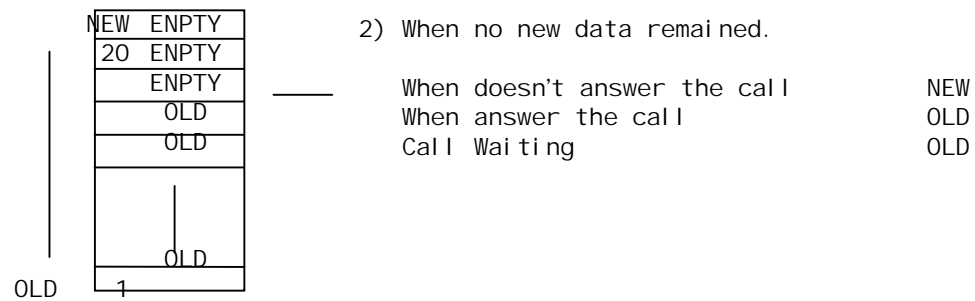 NEW ENPTY
20 ENPTY
ENPTY
OLD
OLD
OLD
OLD 1
2) When no new data remained.
When doesn't answer the call NEW
When answer the call OLD
Call Waiting OLD